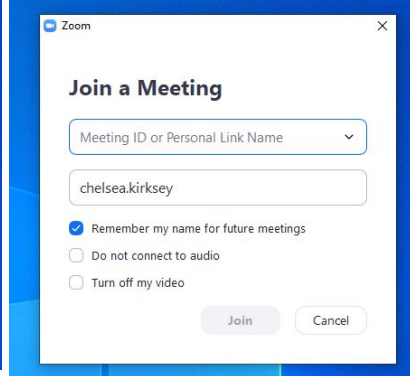 Zoom
Join a Meeting
Meeting ID or Personal Link Name
chelsea.kirksey
Remember my name for future meetings
Do not connect to audio
Turn off my video
Join Cancel